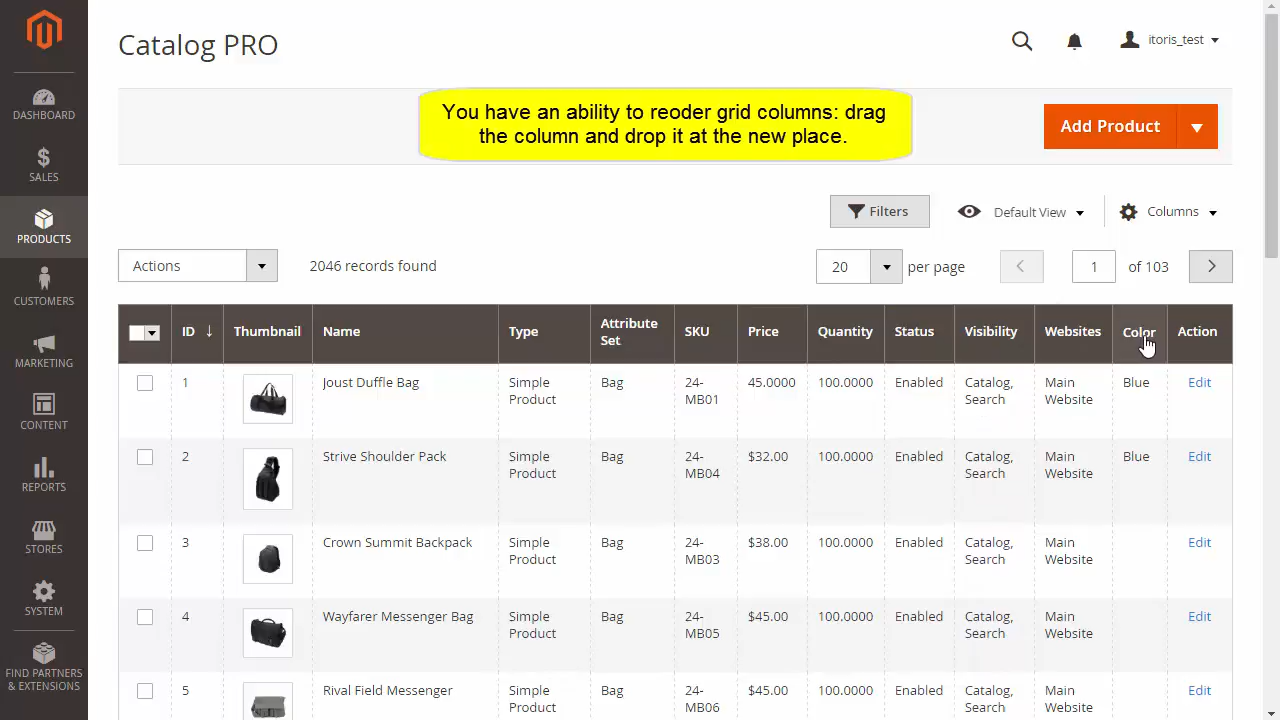 Catalog PRO
itoris_test
You have an ability to reoder grid columns: drag
the column and drop it at the new place.
Add Product
DASHBOARD
SALES
PRODUCTS
CUSTOMERS
MARKETING
CONTENT
REPORTS
STORES
SYSTEM
FIND PARTNERS
& EXTENSIONS
Filters
Default View
Columns
Actions
2046 records found
20 per page
1 of 103
ID ↓ Thumbnail Name Type Attribute Set SKU Price Quantity Status Visibility Websites Color Action
1 Joust Duffle Bag Simple Product Bag 24-MB01 45.0000 100.0000 Enabled Catalog, Search Main Website Blue Edit
2 Strive Shoulder Pack Simple Product Bag 24-MB04 $32.00 100.0000 Enabled Catalog, Search Main Website Blue Edit
3 Crown Summit Backpack Simple Product Bag 24-MB03 $38.00 100.0000 Enabled Catalog, Search Main Website Edit
4 Wayfarer Messenger Bag Simple Product Bag 24-MB05 $45.00 100.0000 Enabled Catalog, Search Main Website Edit
5 Rival Field Messenger Simple Product Bag 24-MB06 $45.00 100.0000 Enabled Catalog, Search Main Website Edit